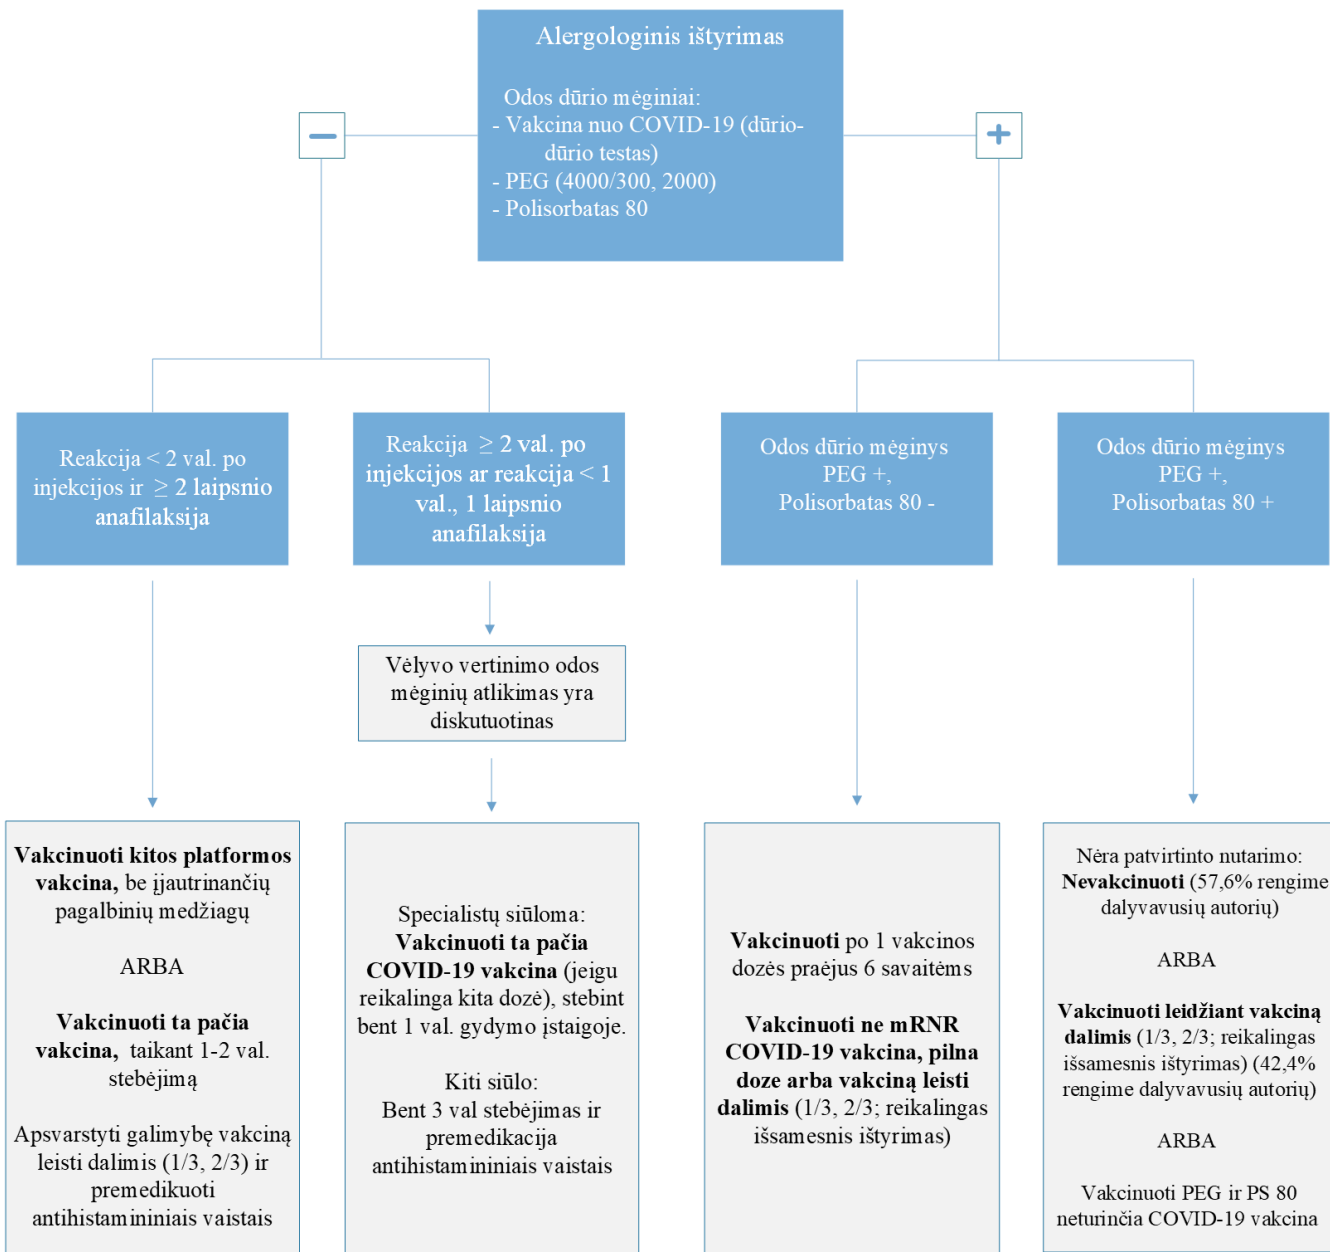 Alergologinis ištyrimas
Odos dūrio mėginiai:
- Vakcina nuo COVID-19 (dūrio-
dūrio testas)
- PEG (4000/300, 2000)
- Polisorbatas 80
−
+
Reakcija < 2 val. po
injekcijos ir ≥ 2 laipsnio
anafilaksija
Reakcija ≥ 2 val. po
injekcijos ar reakcija < 1
val., 1 laipsnio
anafilaksija
Odos dūrio mėginys
PEG +,
Polisorbatas 80 -
Odos dūrio mėginys
PEG +,
Polisorbatas 80 +
Vėlyvo vertinimo odos
mėginių atlikimas yra
diskutuotinas
Vakcinuoti kitos platformos
vakcina, be įjautrinančių
pagalbinių medžiagų
ARBA
Vakcinuoti ta pačia
vakcina, taikant 1-2 val.
stebėjimą
Apsvarstyti galimybę vakciną
leisti dalimis (1/3, 2/3) ir
premedikuoti
antihistamininiais vaistais
Specialistų siūloma:
Vakcinuoti ta pačia
COVID-19 vakcina (jeigu
reikalinga kita dozė), stebint
bent 1 val. gydymo įstaigoje.
Kiti siūlo:
Bent 3 val stebėjimas ir
premedikacija
antihistamininiais vaistais
Vakcinuoti po 1 vakcinos
dozės praėjus 6 savaitėms
Vakcinuoti ne mRNR
COVID-19 vakcina, pilna
doze arba vakciną leisti
dalimis (1/3, 2/3; reikalingas
išsamesnis ištyrimas)
Nėra patvirtinto nutarimo:
Nevakcinuoti (57,6% rengime
dalyvavusių autorių)
ARBA
Vakcinuoti leidžiant vakciną
dalimis (1/3, 2/3; reikalingas
išsamesnis ištyrimas) (42,4%
rengime dalyvavusių autorių)
ARBA
Vakcinuoti PEG ir PS 80
neturinčia COVID-19 vakcina